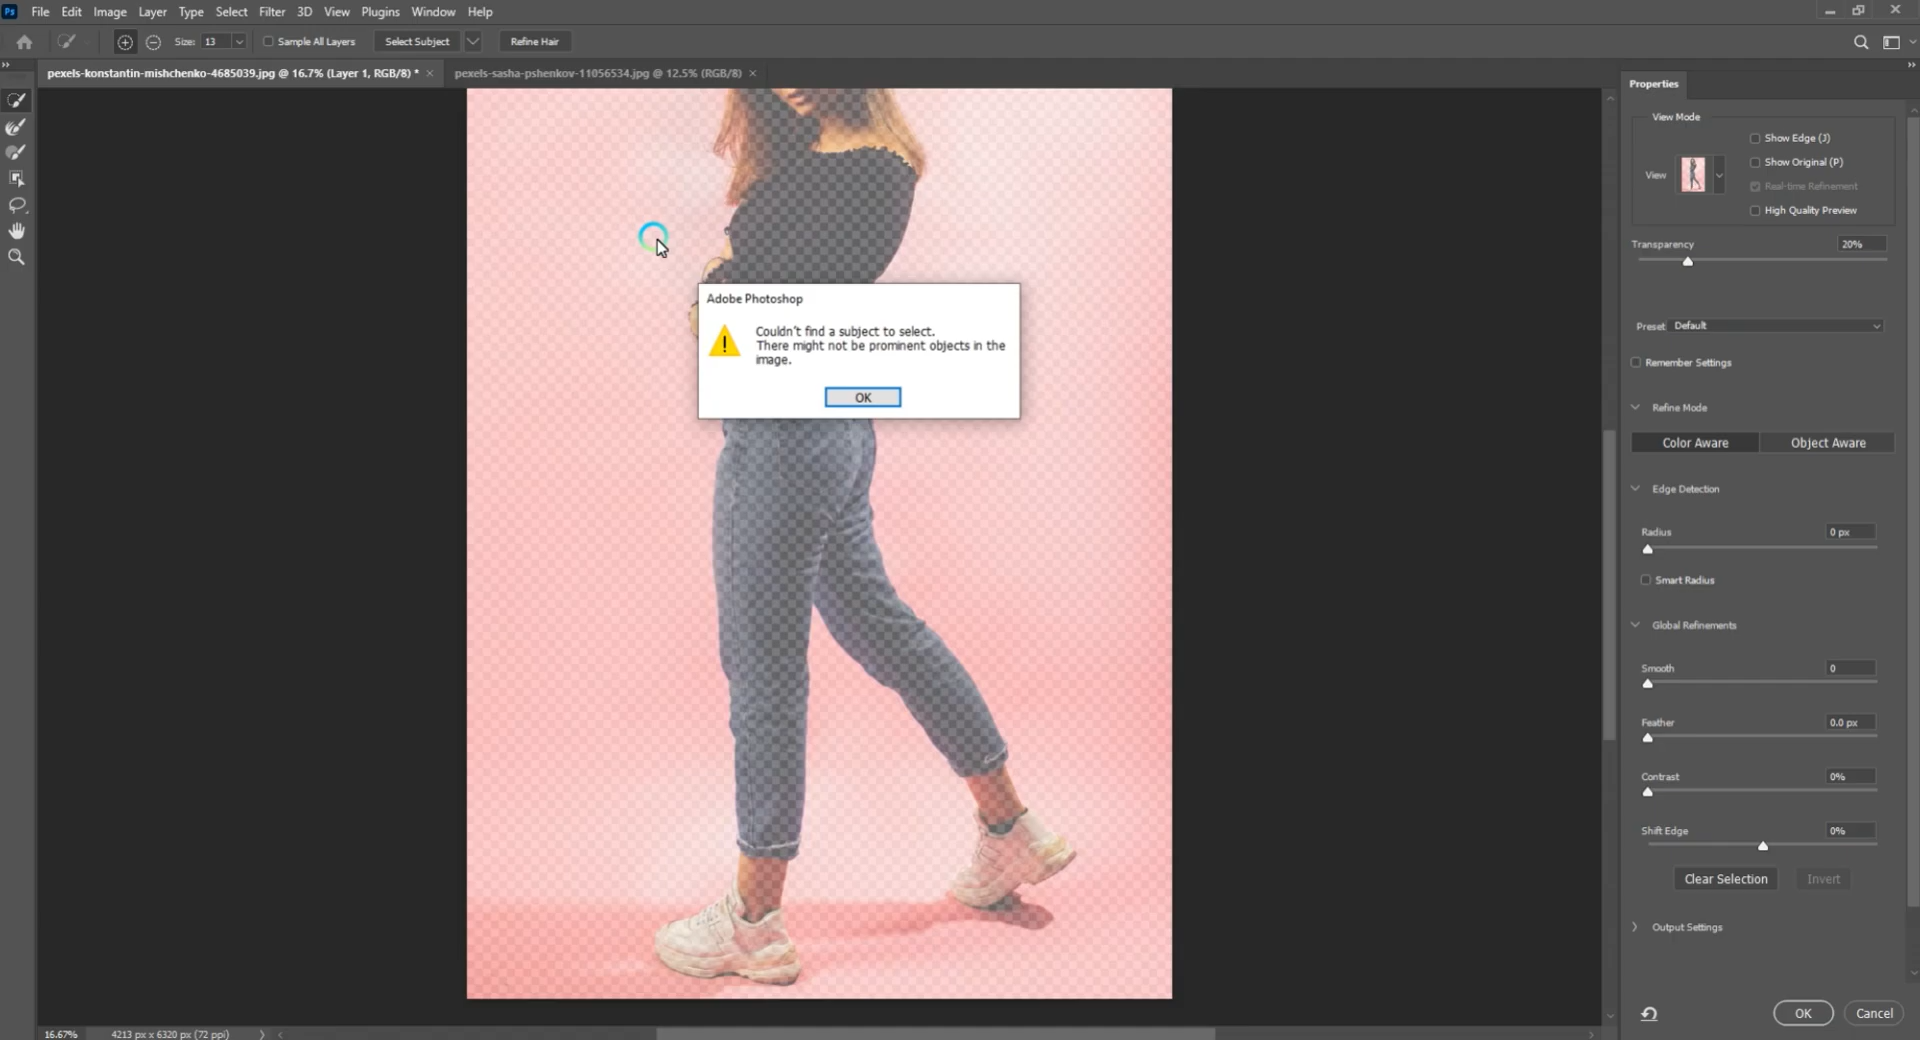 Ps File Edit Image Layer Type Select Filter 3D View Plugins Window Help
Size: 13 Sample All Layers Select Subject Refine Hair
pexels-konstantin-mishchenko-4685039.jpg @ 16.7% (Layer 1, RGB/8) * × pexels-sasha-pshenkov-11056534.jpg @ 12.5% (RGB/8) ×
Properties
View Mode
Show Edge (J)
Show Original (P)
View
Real-time Refinement
High Quality Preview
Transparency 20%
Adobe Photoshop
Couldn't find a subject to select.
There might not be prominent objects in the
image.
OK
Preset Default
Remember Settings
Refine Mode
Color Aware Object Aware
Edge Detection
Radius 0 px
Smart Radius
Global Refinements
Smooth 0
Feather 0.0 px
Contrast 0%
Shift Edge 0%
Clear Selection Invert
Output Settings
OK Cancel
16.67% 4213 px x 6320 px (72 ppi)